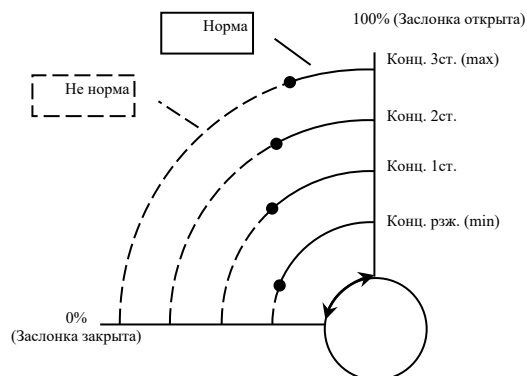 Норма
100% (Заслонка открыта)
Конц. 3ст. (max)
Не норма
Конц. 2ст.
Конц. 1ст.
Конц. рзж. (min)
0%
(Заслонка закрыта)